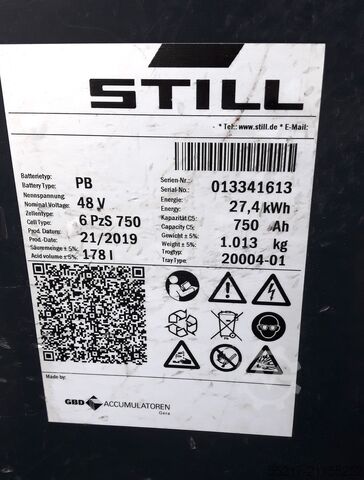 STILL
* Tel.: www.still.de * E-Mail:
Batterietyp:
Battery Type: PB
Nennspannung:
Nominal Voltage: 48 V
Zellentype:
Cell Type: 6 PzS 750
Prod. Datum:
Prod.-Date: 21/2019
Säuremenge ±5%:
Acid volume ±5%: 178 l
Serien-Nr.:
Serial-No.: 013341613
Energie:
Energy: 27,4 kWh
Kapazität C5:
Capacity C5: 750 Ah
Gewicht ±5%:
Weight ±5%: 1.013 kg
Trogtyp:
Tray Type: 20004-01
Pb
Made by:
GBD ACCUMULATOREN
Gera